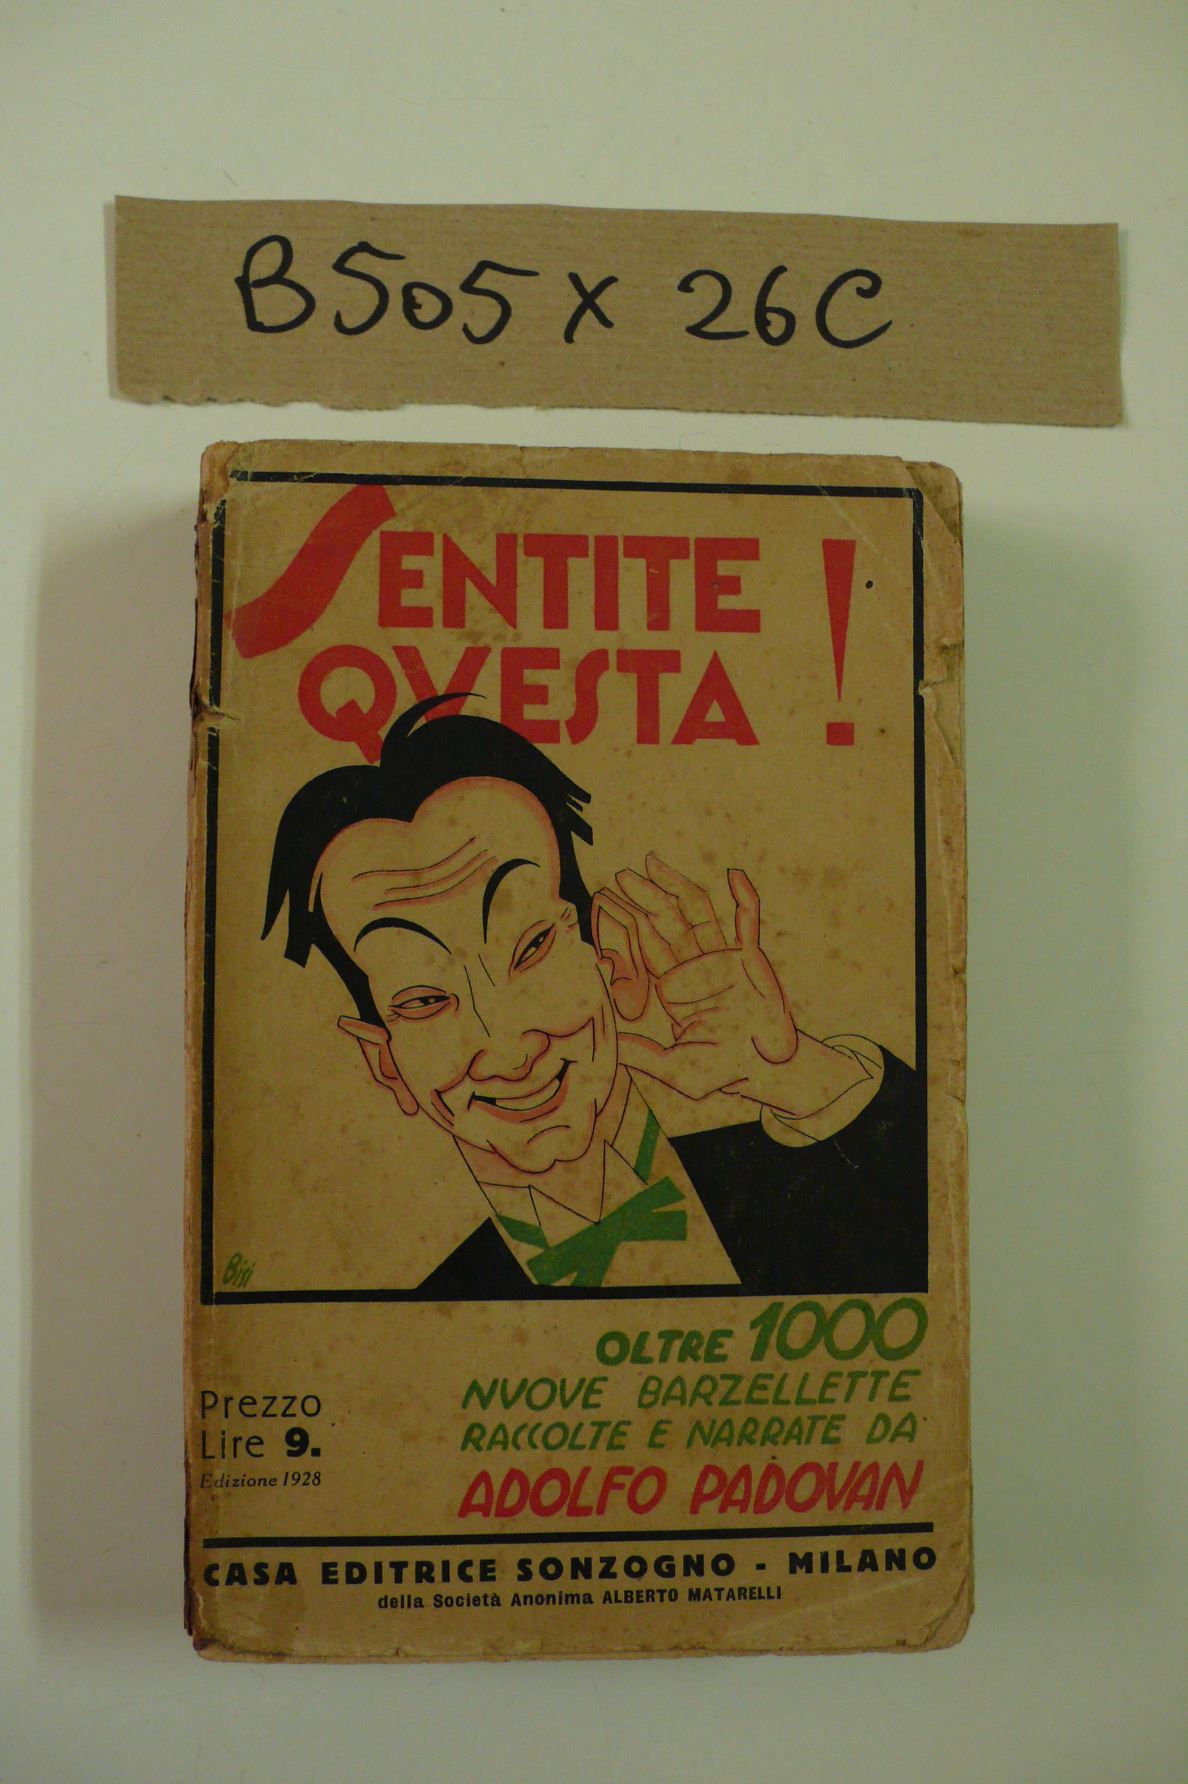 B505 X 26C
SENTITE
QVESTA!
Bisi
OLTRE 1000
NVOVE BARZELLETTE
RACCOLTE E NARRATE DA
ADOLFO PADOVAN
Prezzo
Lire 9.
Edizione 1928
CASA EDITRICE SONZOGNO - MILANO
della Società Anonima ALBERTO MATARELLI